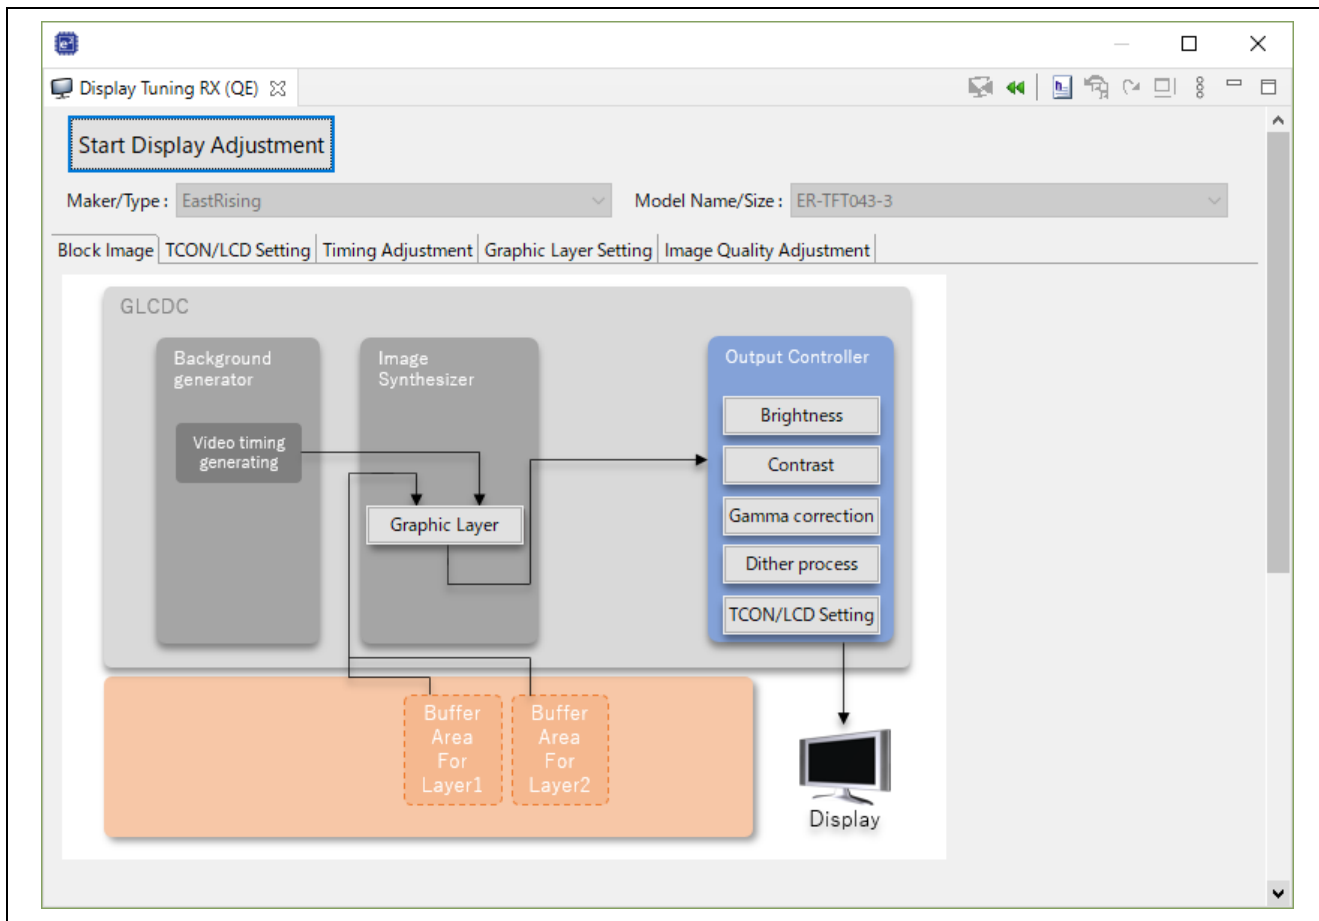 e²
Display Tuning RX (QE)
Start Display Adjustment
Maker/Type : EastRising
Model Name/Size : ER-TFT043-3
Block Image
TCON/LCD Setting
Timing Adjustment
Graphic Layer Setting
Image Quality Adjustment
GLCDC
Background
generator
Video timing
generating
Image
Synthesizer
Graphic Layer
Output Controller
Brightness
Contrast
Gamma correction
Dither process
TCON/LCD Setting
Buffer
Area
For
Layer1
Buffer
Area
For
Layer2
Display